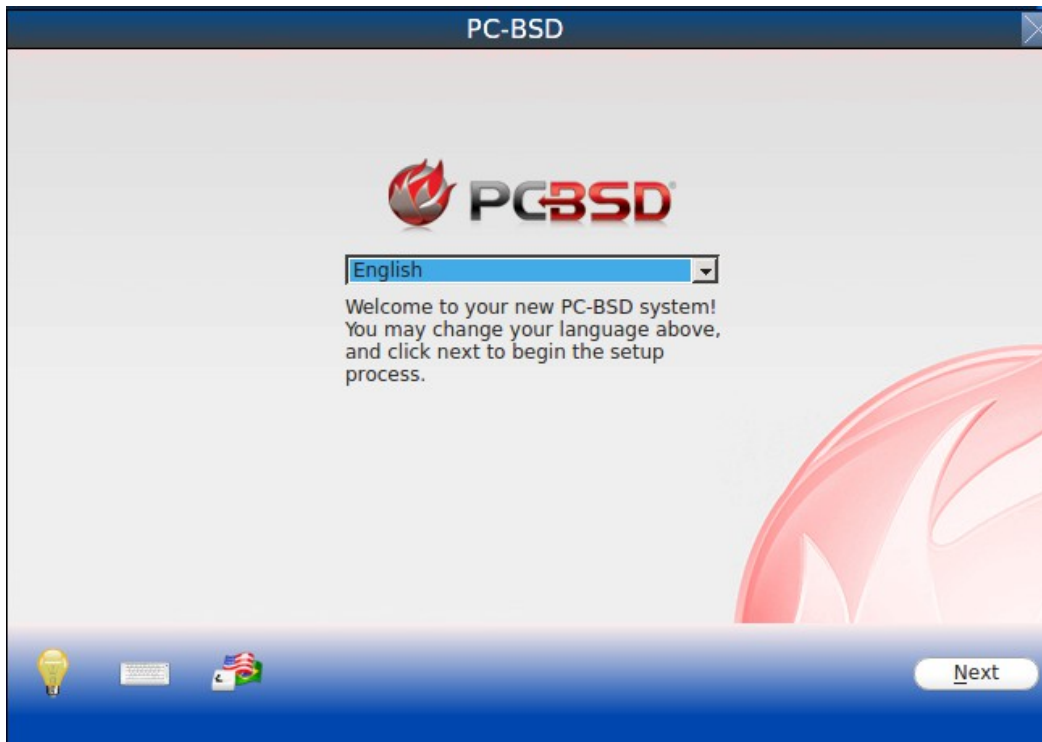 PC-BSD
PCBSD
English
Welcome to your new PC-BSD system!
You may change your language above,
and click next to begin the setup
process.
Next